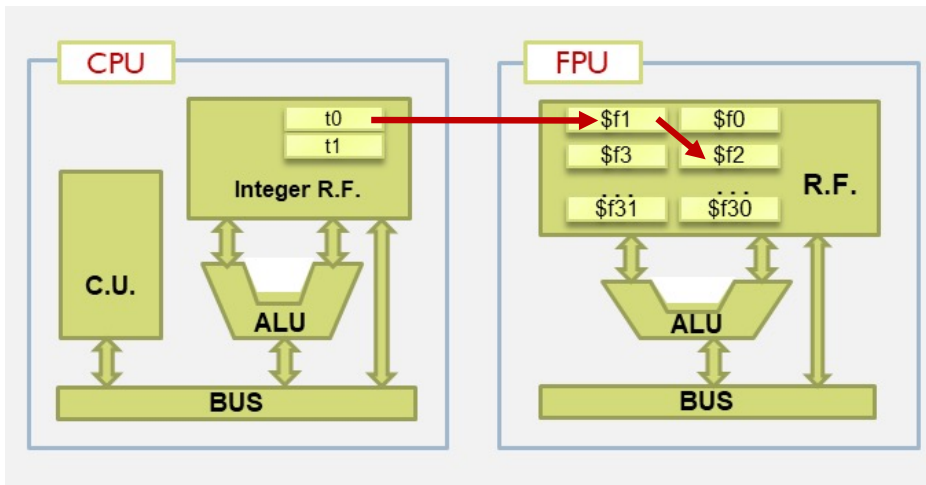 CPU
t0
t1
Integer R.F.
C.U.
ALU
BUS
FPU
$f1 $f0
$f3 $f2
... ...
$f31 $f30
R.F.
ALU
BUS